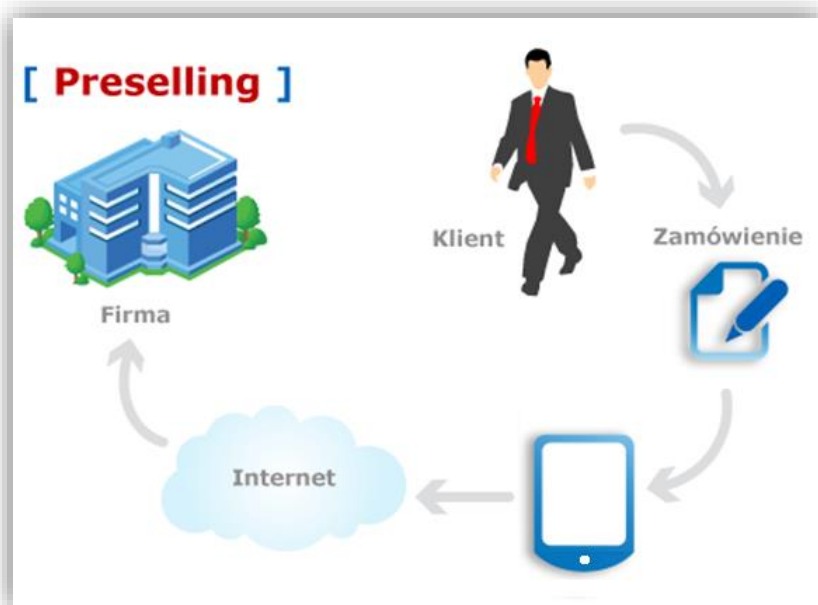 [ Preselling ]
Klient
Zamówienie
Firma
Internet